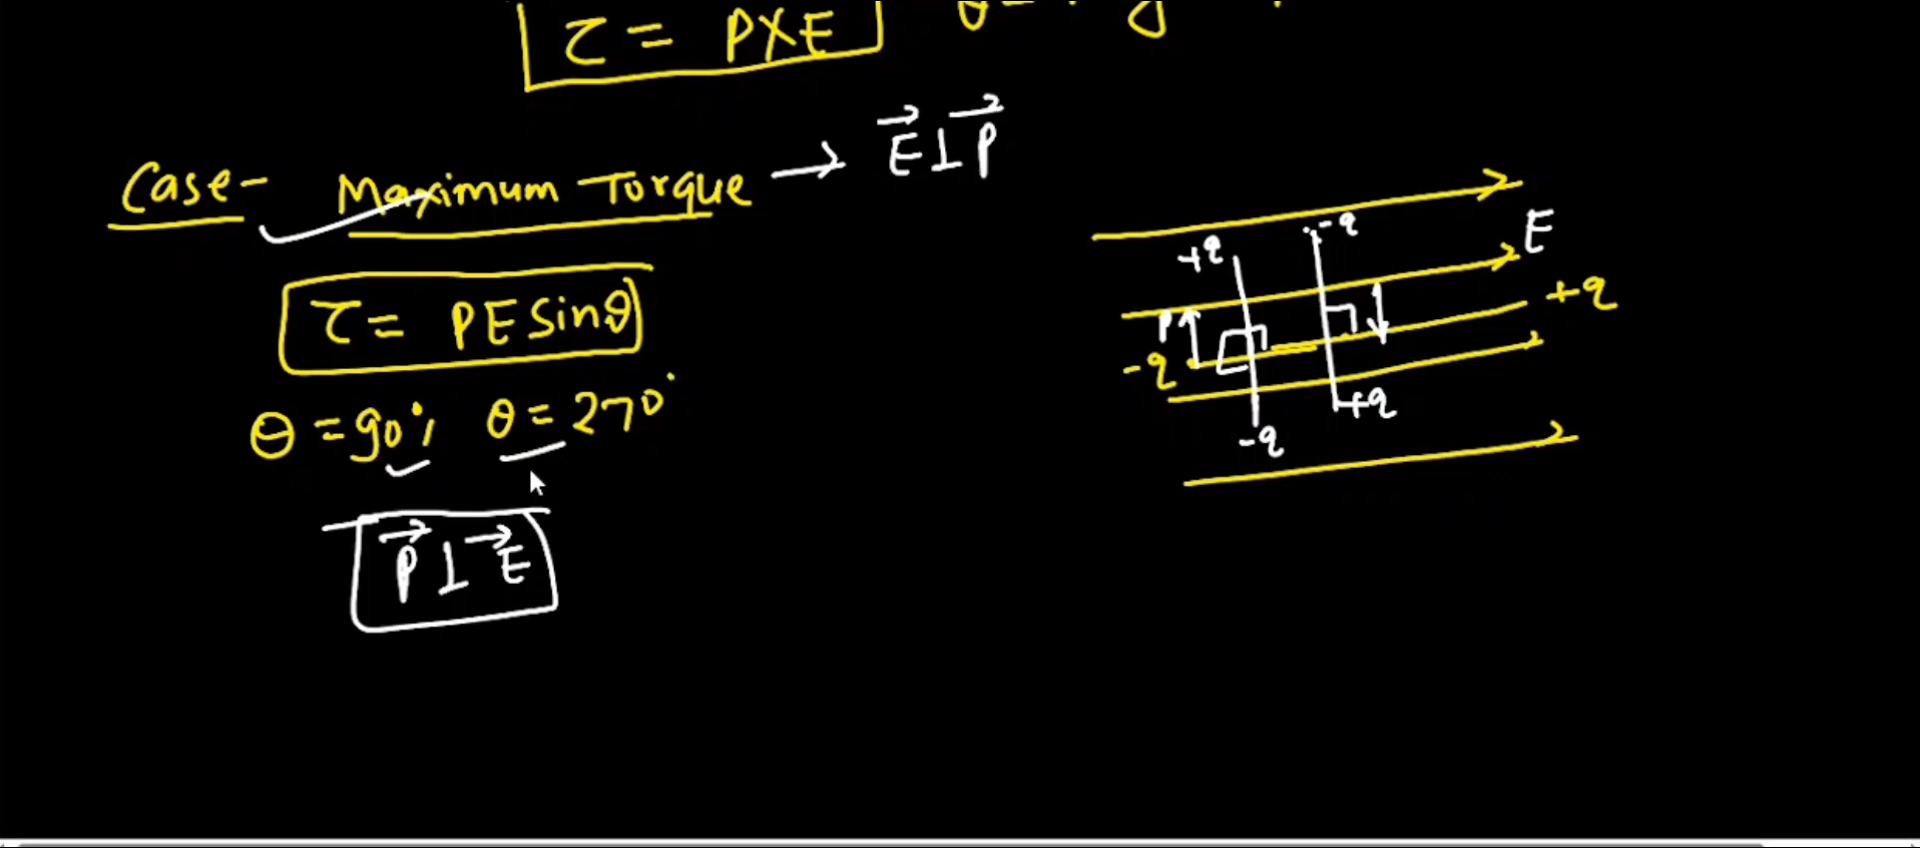 τ = P×E
Case- Maximum Torque → E⊥P
τ = PE Sinθ
θ = 90°, θ = 270°
P⊥E
+q -q E
+q
P
-q
+q
-q